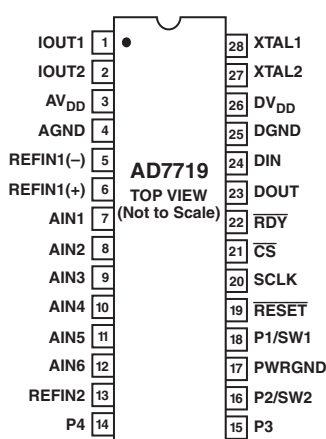 IOUT1 1
IOUT2 2
AVDD 3
AGND 4
REFIN1(–) 5
REFIN1(+) 6
AIN1 7
AIN2 8
AIN3 9
AIN4 10
AIN5 11
AIN6 12
REFIN2 13
P4 14
AD7719
TOP VIEW
(Not to Scale)
28 XTAL1
27 XTAL2
26 DVDD
25 DGND
24 DIN
23 DOUT
22 RDY
21 CS
20 SCLK
19 RESET
18 P1/SW1
17 PWRGND
16 P2/SW2
15 P3